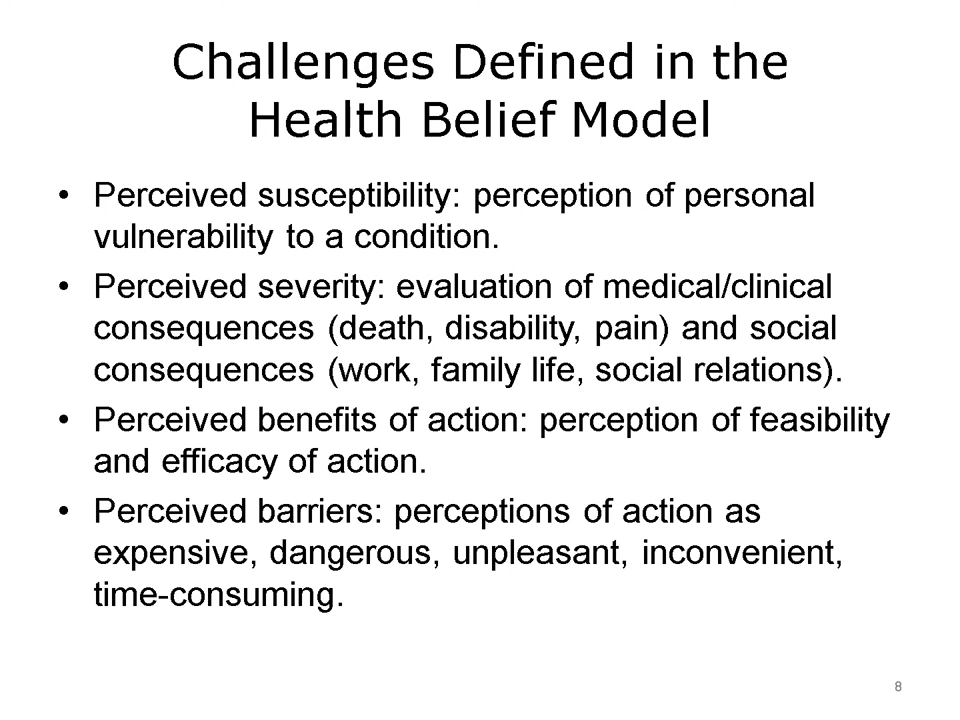 Challenges Defined in the
Health Belief Model
• Perceived susceptibility: perception of personal
vulnerability to a condition.
• Perceived severity: evaluation of medical/clinical
consequences (death, disability, pain) and social
consequences (work, family life, social relations).
• Perceived benefits of action: perception of feasibility
and efficacy of action.
• Perceived barriers: perceptions of action as
expensive, dangerous, unpleasant, inconvenient,
time-consuming.
8